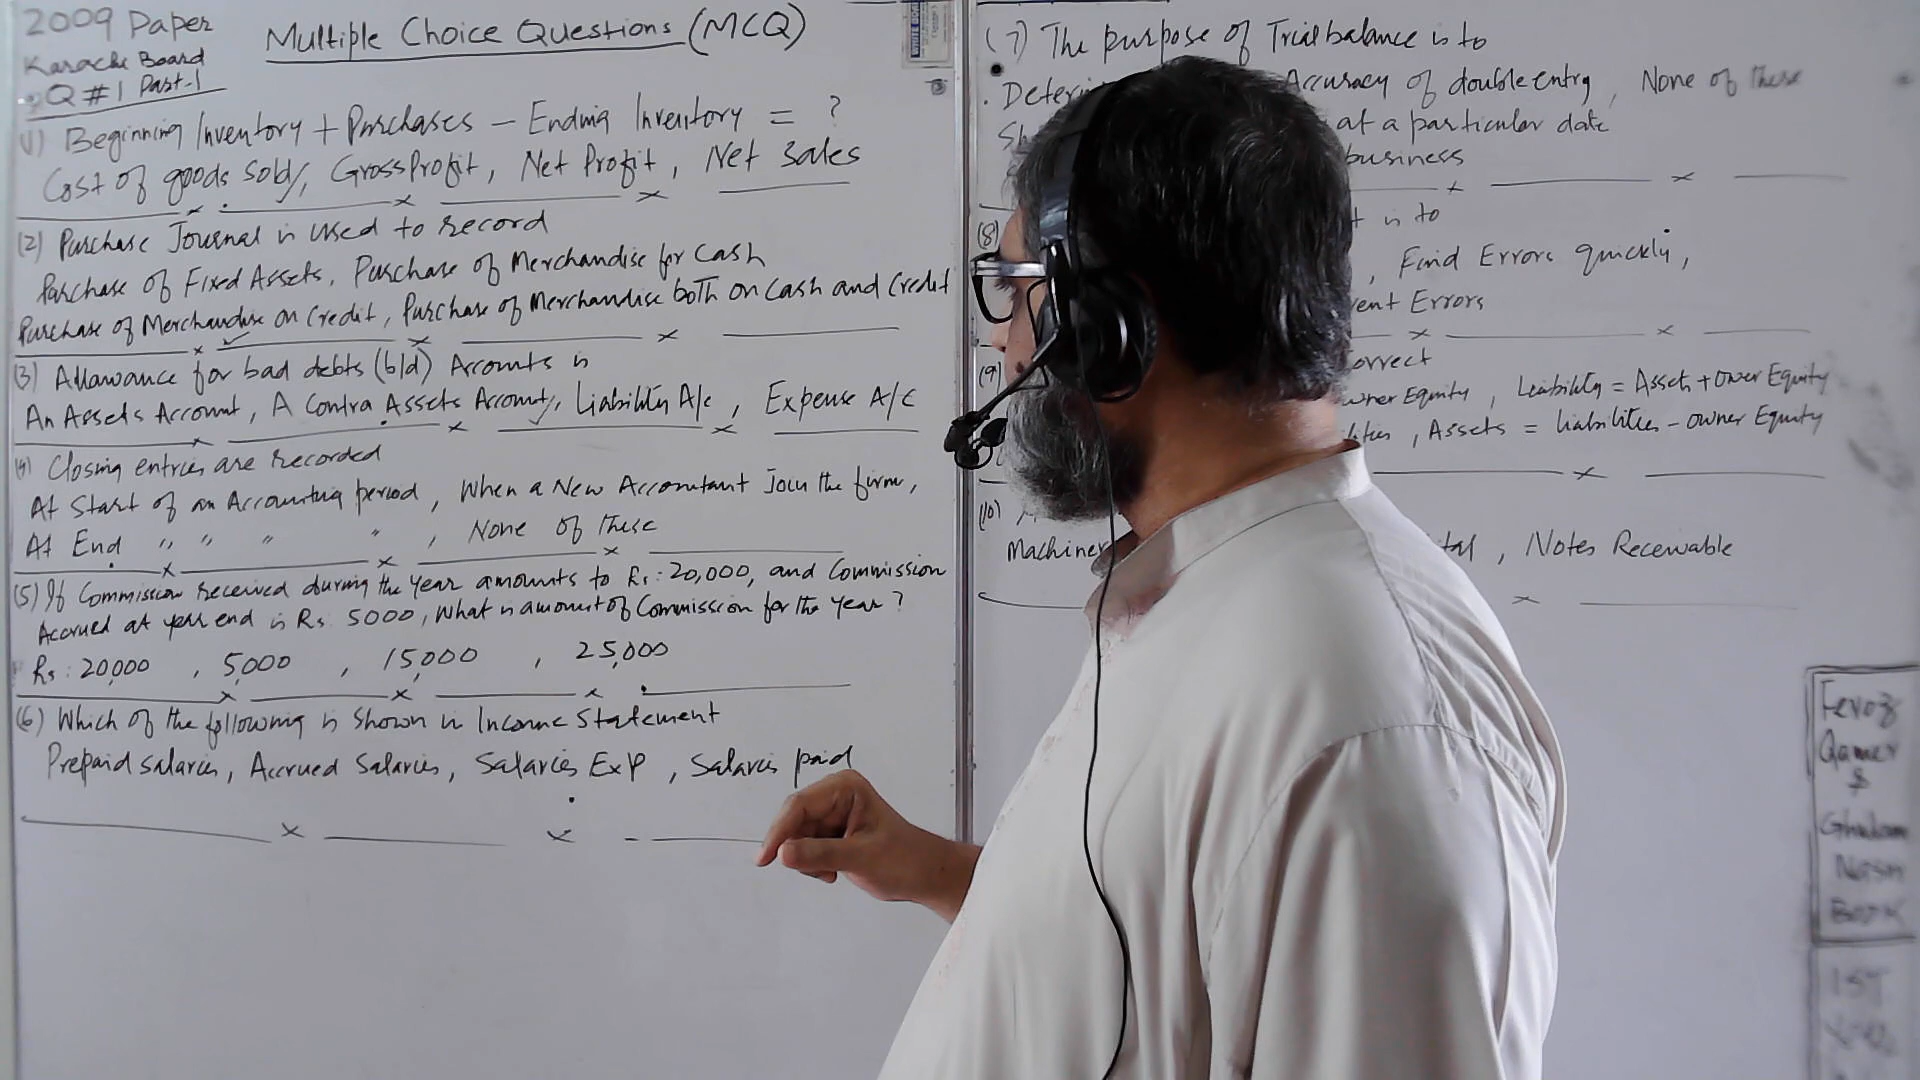 2009 Paper
Karachi Board
Q #1 Part-1
Multiple Choice Questions (MCQ)
(1) Beginning Inventory + Purchases - Ending Inventory = ?
Cost of goods sold, Gross Profit, Net Profit, Net Sales
(2) Purchase Journal is used to record
Purchase of Fixed Assets, Purchase of Merchandise for Cash
Purchase of Merchandise on Credit, Purchase of Merchandise both on cash and Credit
(3) Allowance for bad debts (b/d) Accounts is
An Assets Account, A Contra Assets Account, Liability A/c, Expense A/c
(4) Closing entries are recorded
At Start of an Accounting period, When a New Accountant Join the firm,
At End " " " ", None of these
(5) If Commission received during the Year amounts to Rs: 20,000, and Commission
Accrued at year end is Rs 5000, What is amount of Commission for the Year?
Rs: 20,000, 5,000, 15,000, 25,000
(6) Which of the following is Shown in Income Statement
Prepaid salaries, Accrued Salaries, Salaries Exp, Salaries paid
(7) The purpose of Trial balance is to
Accuracy of double entry, None of these
at a particular date
business
(8)
is to
, Find Errors quickly,
Errors
(9)
Equity, Liability = Asset + Owner Equity
, Assets = liabilities - owner Equity
(10)
, Notes Receivable
Qamer
&
Ghulam
BOOK
1ST